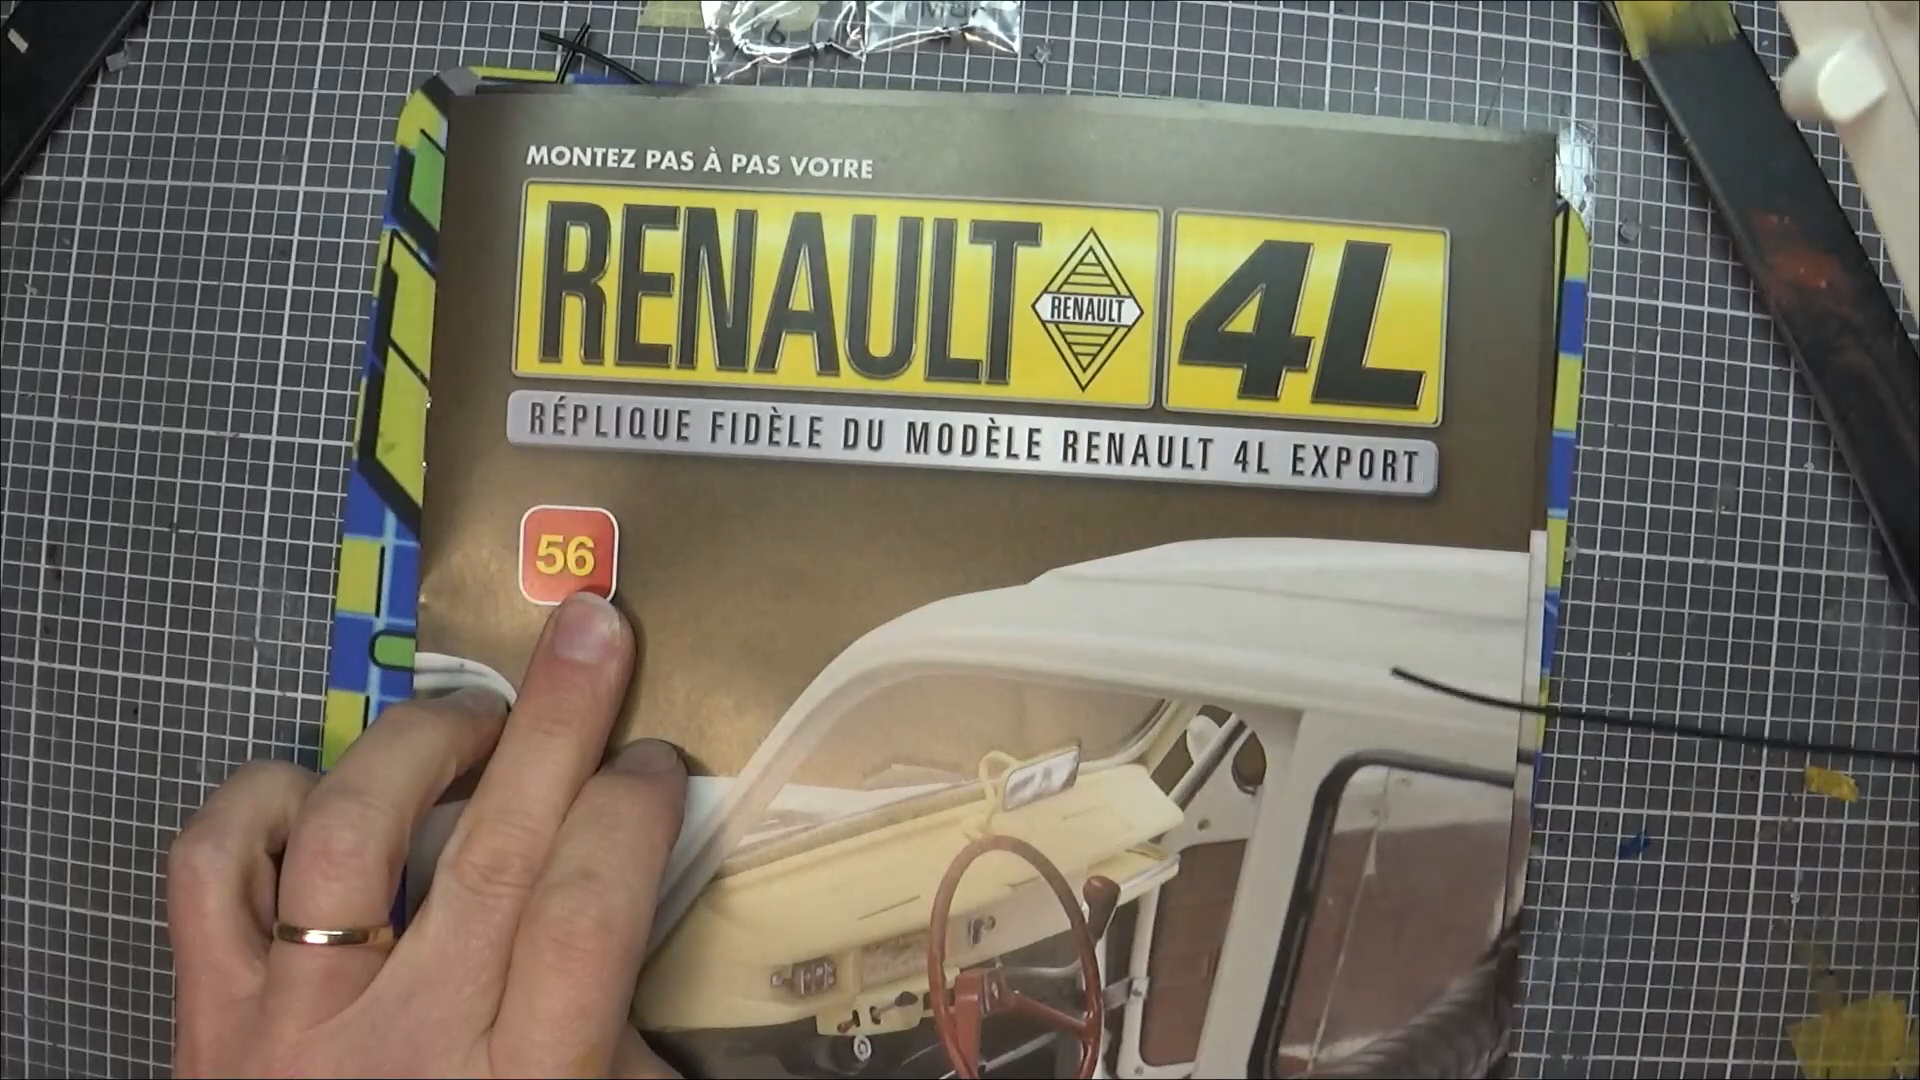 MONTEZ PAS À PAS VOTRE
RENAULT RENAULT 4L
RÉPLIQUE FIDÈLE DU MODÈLE RENAULT 4L EXPORT
56